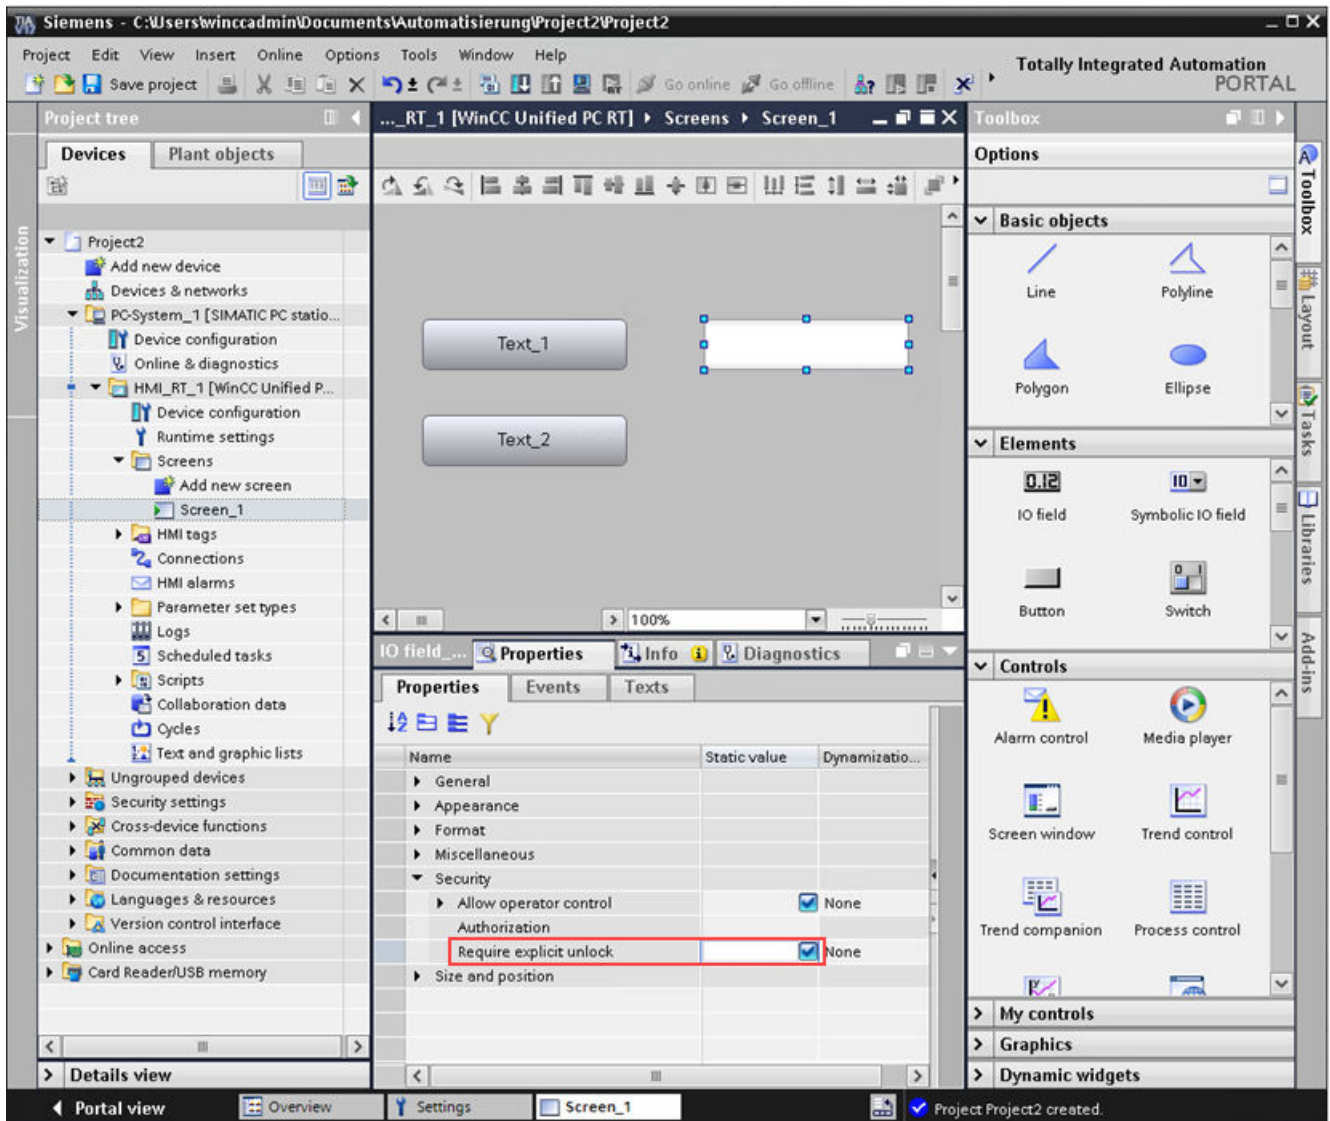 Siemens - C:\Users\winccadmin\Documents\Automatisierung\Project2\Project2
Project Edit View Insert Online Options Tools Window Help
Totally Integrated Automation
PORTAL
Save project
Go online
Go offline
Visualization
Project tree
Devices
Plant objects
Project2
Add new device
Devices & networks
PC-System_1 [SIMATIC PC statio...
Device configuration
Online & diagnostics
HMI_RT_1 [WinCC Unified P...
Device configuration
Runtime settings
Screens
Add new screen
Screen_1
HMI tags
Connections
HMI alarms
Parameter set types
Logs
Scheduled tasks
Scripts
Collaboration data
Cycles
Text and graphic lists
Ungrouped devices
Security settings
Cross-device functions
Common data
Documentation settings
Languages & resources
Version control interface
Online access
Card Reader/USB memory
Details view
..._RT_1 [WinCC Unified PC RT] Screens Screen_1
Text_1
Text_2
100%
IO field_... Properties Info Diagnostics
Properties Events Texts
Name Static value Dynamizatio...
General
Appearance
Format
Miscellaneous
Security
Allow operator control None
Authorization
Require explicit unlock None
Size and position
Toolbox
Options
Basic objects
Line
Polyline
Polygon
Ellipse
Elements
0.12
10
IO field
Symbolic IO field
0 1
Button
Switch
Controls
Alarm control
Media player
Screen window
Trend control
Trend companion
Process control
My controls
Graphics
Dynamic widgets
Toolbox
Layout
Tasks
Libraries
Add-ins
Portal view
Overview
Settings
Screen_1
Project Project2 created.